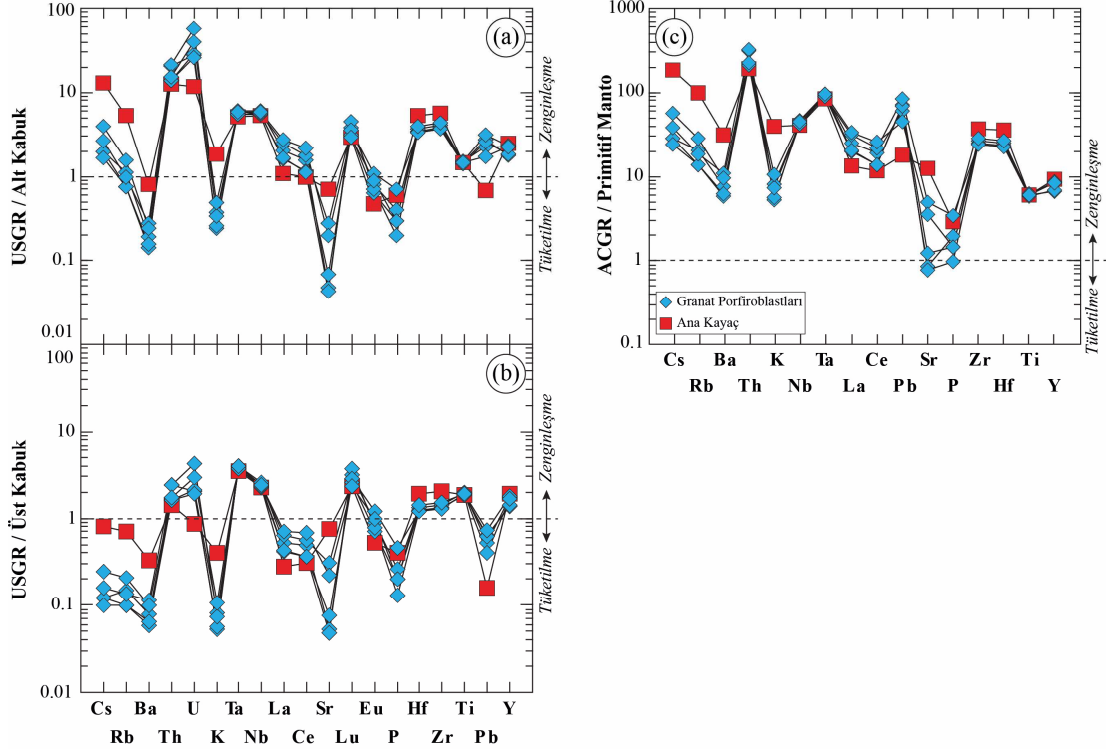 (a)
USGR / Alt Kabuk
100
10
1
0.1
0.01
Tüketilme ↔ Zenginleşme
(b)
USGR / Üst Kabuk
100
10
1
0.1
0.01
Tüketilme ↔ Zenginleşme
Cs Ba U Ta La Sr Eu Hf Ti Y
Rb Th K Nb Ce Lu P Zr Pb
(c)
ACGR / Primitif Manto
1000
100
10
1
0.1
Tüketilme ↔ Zenginleşme
Granat Porfiroblastları
Ana Kayaç
Cs Ba K Ta Ce Sr Zr Ti
Rb Th Nb La Pb P Hf Y